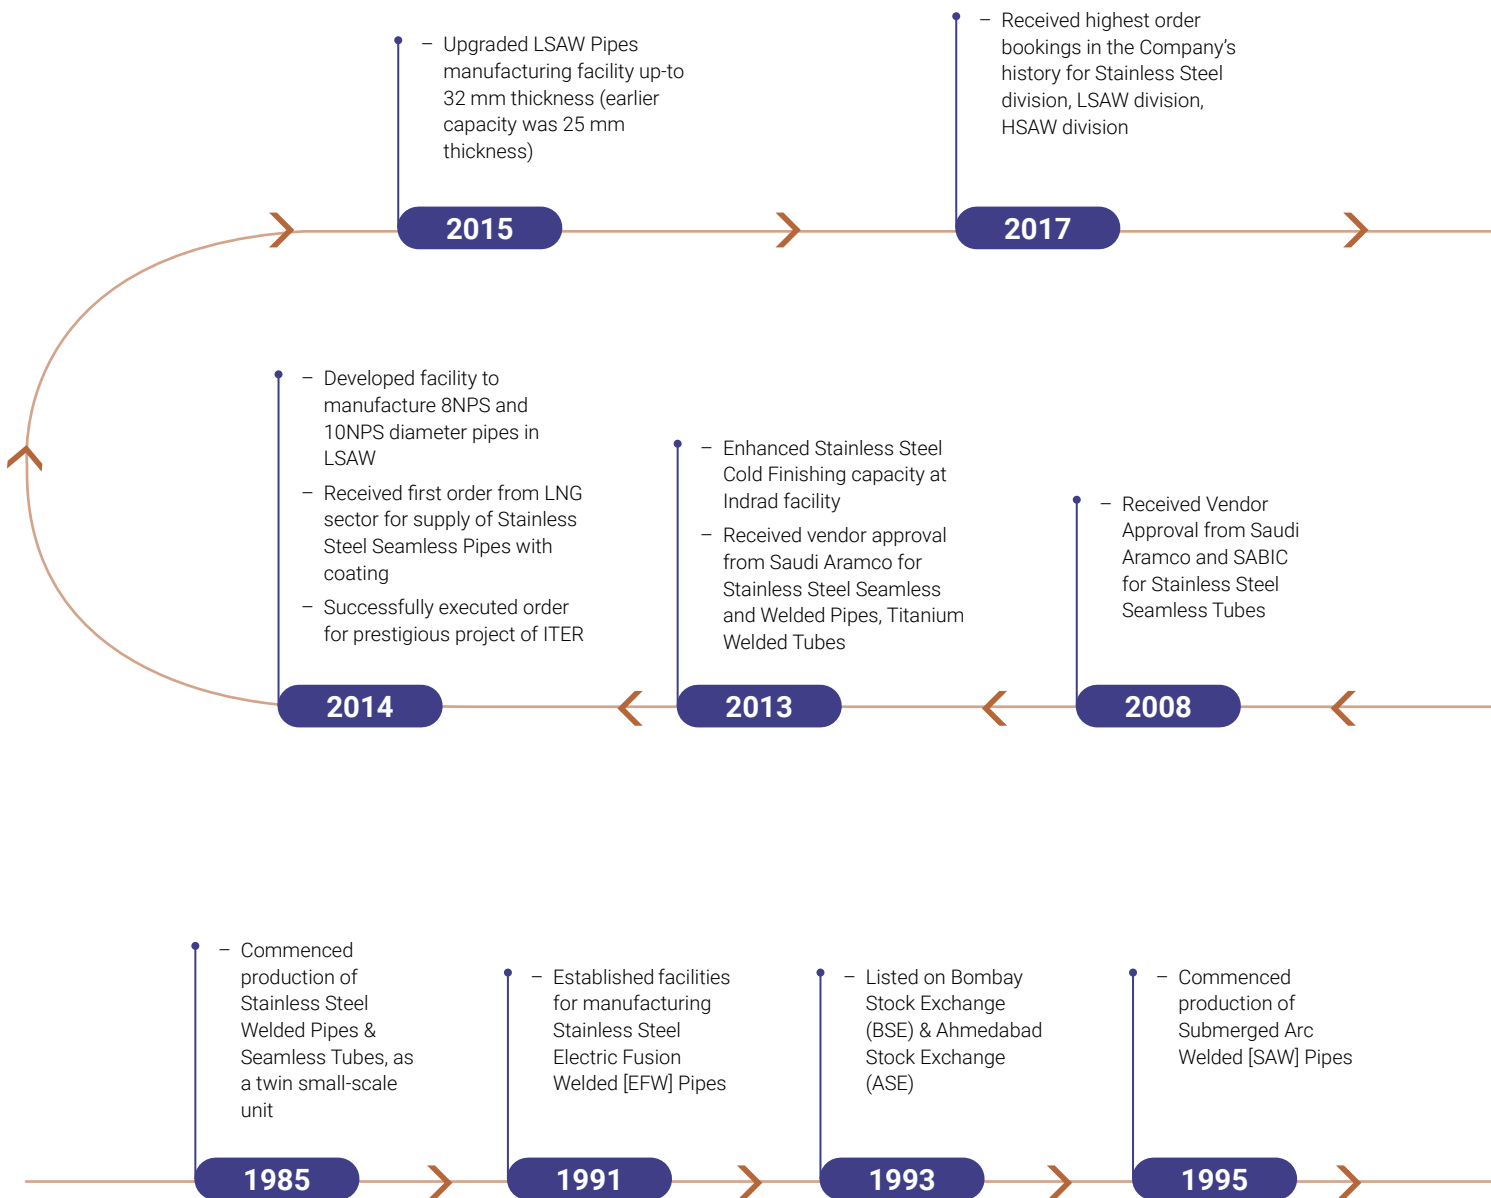 – Upgraded LSAW Pipes
manufacturing facility up-to
32 mm thickness (earlier
capacity was 25 mm
thickness)
2015
– Received highest order
bookings in the Company’s
history for Stainless Steel
division, LSAW division,
HSAW division
2017
– Developed facility to
manufacture 8NPS and
10NPS diameter pipes in
LSAW
– Received first order from LNG
sector for supply of Stainless
Steel Seamless Pipes with
coating
– Successfully executed order
for prestigious project of ITER
2014
– Enhanced Stainless Steel
Cold Finishing capacity at
Indrad facility
– Received vendor approval
from Saudi Aramco for
Stainless Steel Seamless
and Welded Pipes, Titanium
Welded Tubes
2013
– Received Vendor
Approval from Saudi
Aramco and SABIC
for Stainless Steel
Seamless Tubes
2008
– Commenced
production of
Stainless Steel
Welded Pipes &
Seamless Tubes, as
a twin small-scale
unit
1985
– Established facilities
for manufacturing
Stainless Steel
Electric Fusion
Welded [EFW] Pipes
1991
– Listed on Bombay
Stock Exchange
(BSE) & Ahmedabad
Stock Exchange
(ASE)
1993
– Commenced
production of
Submerged Arc
Welded [SAW] Pipes
1995